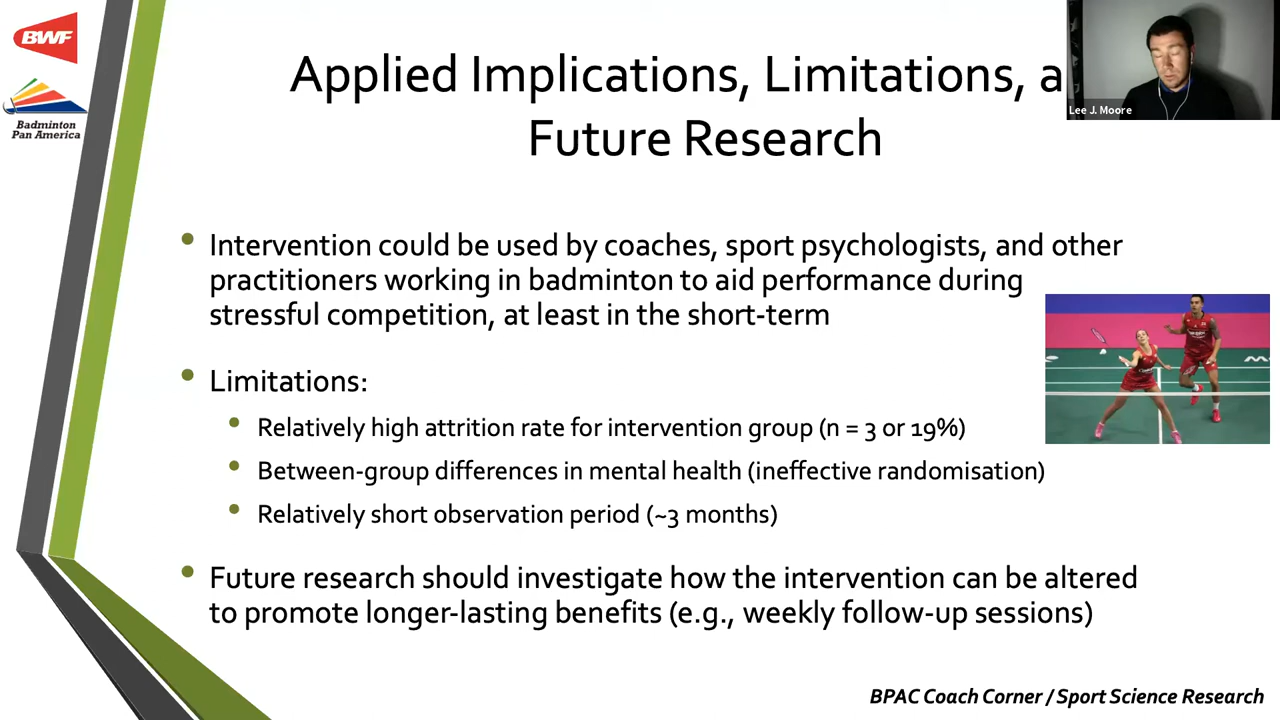 BWF
Badminton
Pan America
Applied Implications, Limitations, a
Future Research
Lee J. Moore
• Intervention could be used by coaches, sport psychologists, and other
practitioners working in badminton to aid performance during
stressful competition, at least in the short-term
• Limitations:
• Relatively high attrition rate for intervention group (n = 3 or 19%)
• Between-group differences in mental health (ineffective randomisation)
• Relatively short observation period (~3 months)
• Future research should investigate how the intervention can be altered
to promote longer-lasting benefits (e.g., weekly follow-up sessions)
BPAC Coach Corner / Sport Science Research